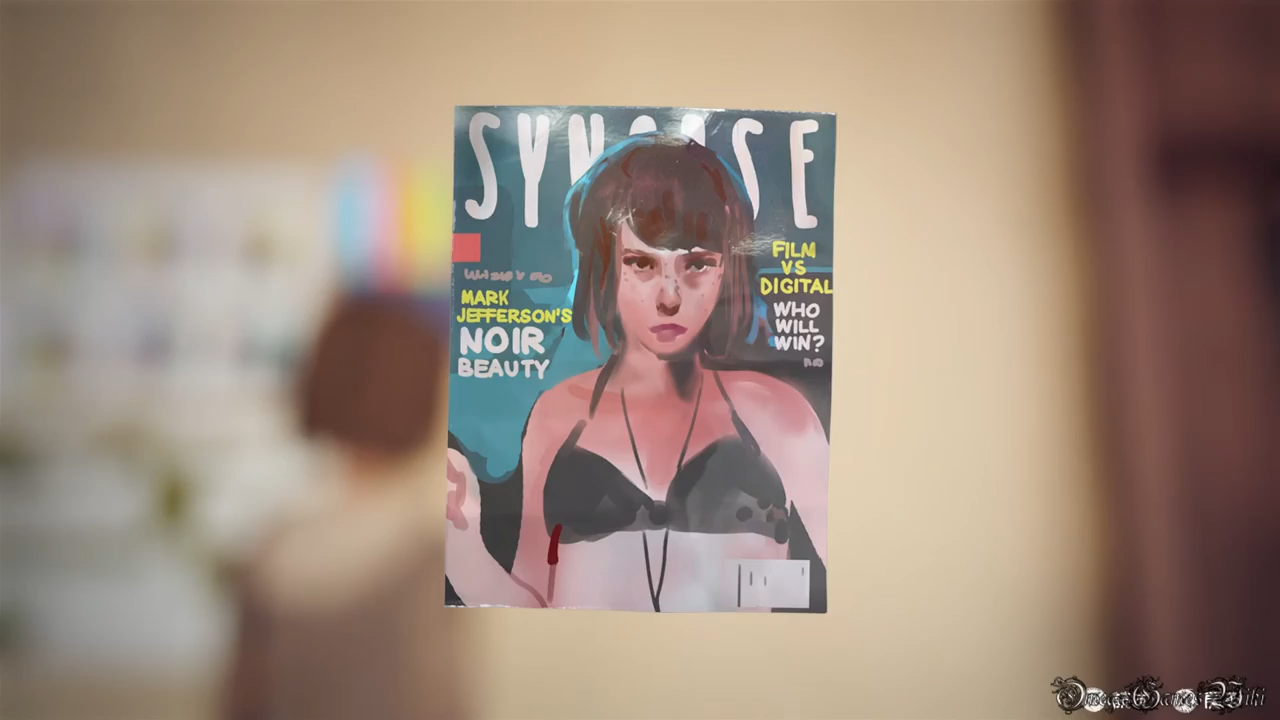 SYN  SE
MARK
JEFFERSON'S
NOIR
BEAUTY
FILM
VS
DIGITAL
WHO
WILL
WIN?